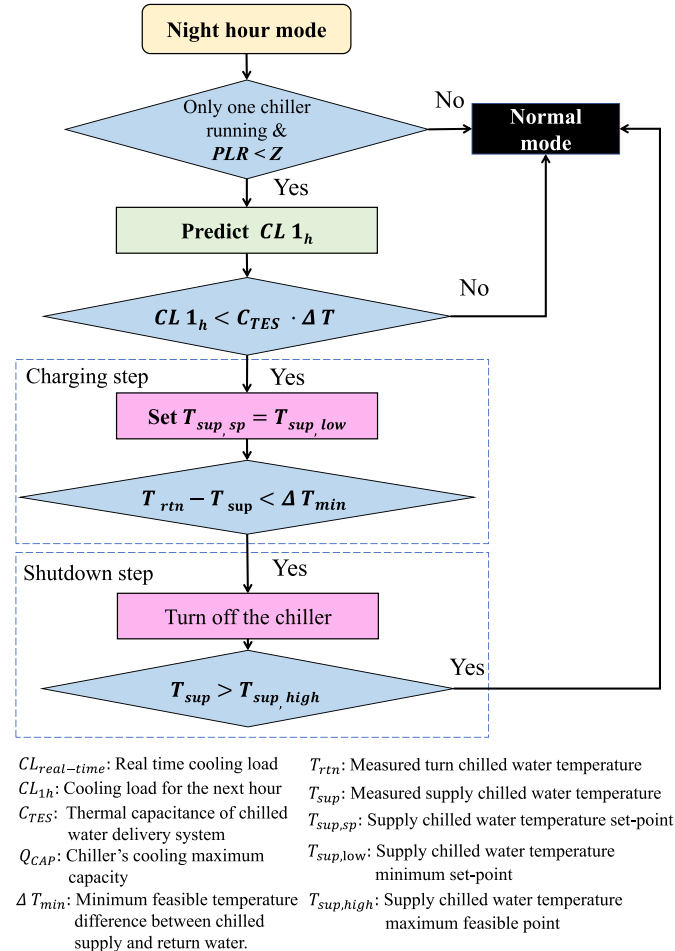 Night hour mode
Only one chiller
running &
PLR < Z
No
Normal
mode
Yes
Predict CL 1_h
CL 1_h < C_TES · Δ T
No
Yes
Charging step
Set T_sup,sp = T_sup,low
T_rtn − T_sup < Δ T_min
Yes
Shutdown step
Turn off the chiller
Yes
T_sup > T_sup,high
CL_real−time: Real time cooling load
CL_1h: Cooling load for the next hour
C_TES: Thermal capacitance of chilled
water delivery system
Q_CAP: Chiller's cooling maximum
capacity
Δ T_min: Minimum feasible temperature
difference between chilled
supply and return water.
T_rtn: Measured turn chilled water temperature
T_sup: Measured supply chilled water temperature
T_sup,sp: Supply chilled water temperature set-point
T_sup,low: Supply chilled water temperature
minimum set-point
T_sup,high: Supply chilled water temperature
maximum feasible point